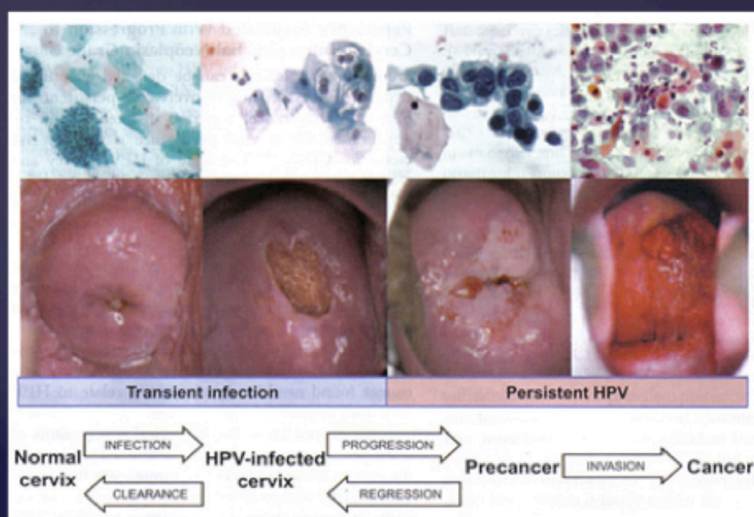 Transient infection
Persistent HPV
INFECTION
PROGRESSION
Normal cervix
HPV-infected cervix
Precancer
INVASION
Cancer
CLEARANCE
REGRESSION